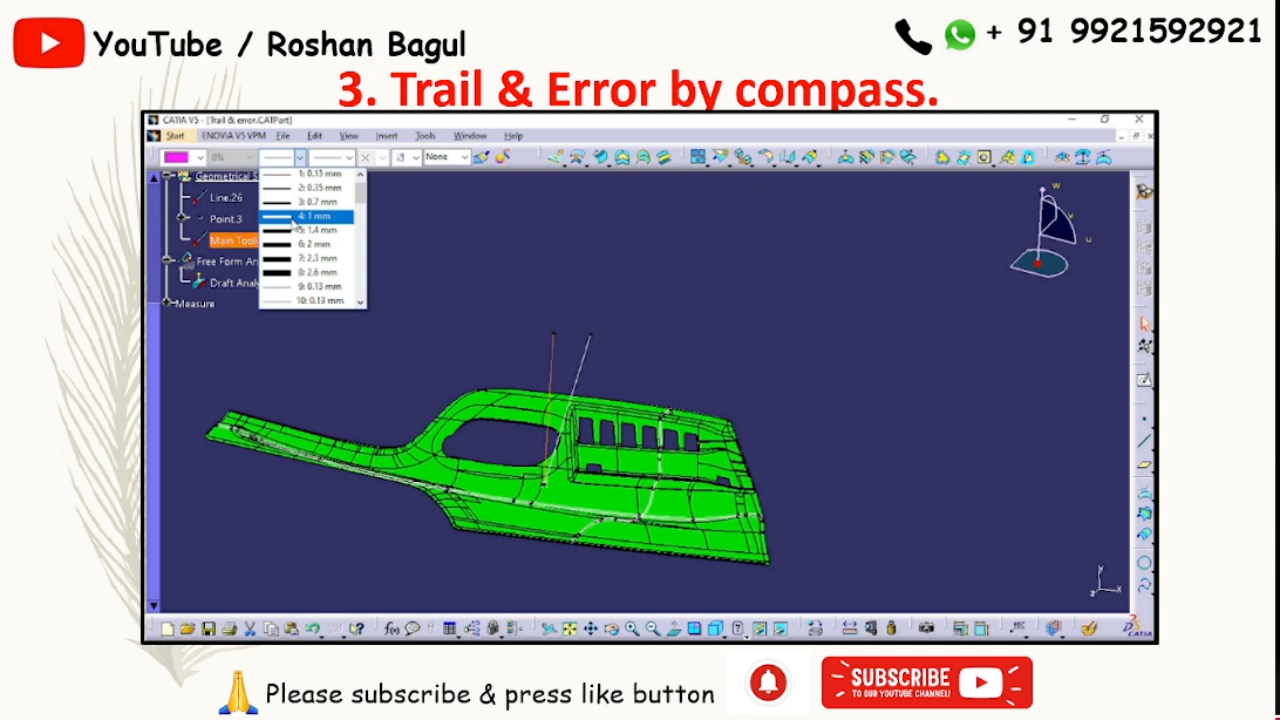 YouTube / Roshan Bagul
+ 91 9921592921
3. Trail & Error by compass.
CATIA V5 - [Trail & error.CATPart]
Start ENOVIA V5 VPM File Edit View Insert Tools Window Help
0%
None
Geometrical S
Line.26
Point.3
Main Tool
Free Form An
Draft Analy
Measure
1: 0.13 mm
2: 0.35 mm
3: 0.7 mm
4: 1 mm
5: 1.4 mm
6: 2 mm
7: 2.3 mm
8: 2.6 mm
9: 0.13 mm
10: 0.13 mm
w
v
u
y
z
x
f(x)
CATIA
Please subscribe & press like button
SUBSCRIBE
TO OUR YOUTUBE CHANNEL!